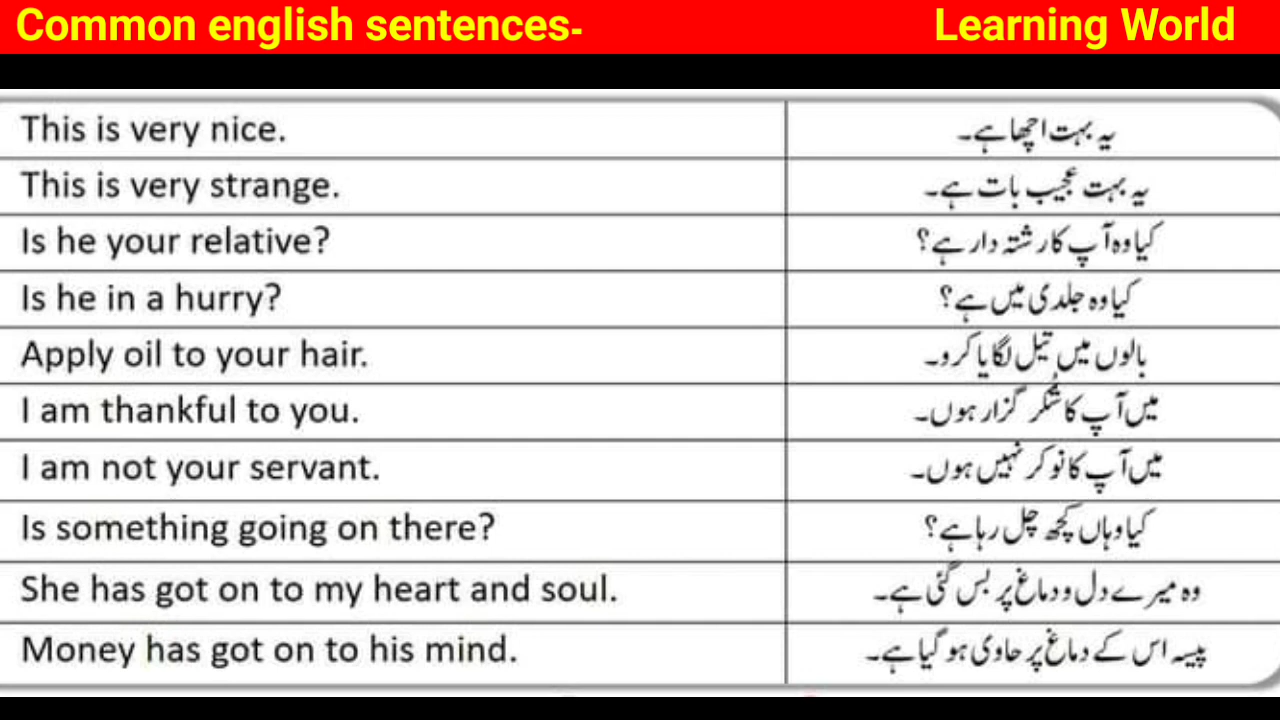 Common english sentences- Learning World
This is very nice. یہ بہت اچھا ہے۔
This is very strange. یہ بہت عجیب بات ہے۔
Is he your relative? کیا وہ آپ کا رشتہ دار ہے؟
Is he in a hurry? کیا وہ جلدی میں ہے؟
Apply oil to your hair. بالوں میں تیل لگایا کرو۔
I am thankful to you. میں آپ کا شُکر گزار ہوں۔
I am not your servant. میں آپ کا نوکر نہیں ہوں۔
Is something going on there? کیا وہاں کچھ چل رہا ہے؟
She has got on to my heart and soul. وہ میرے دل و دماغ پر بس گئی ہے۔
Money has got on to his mind. پیسہ اس کے دماغ پر حاوی ہو گیا ہے۔